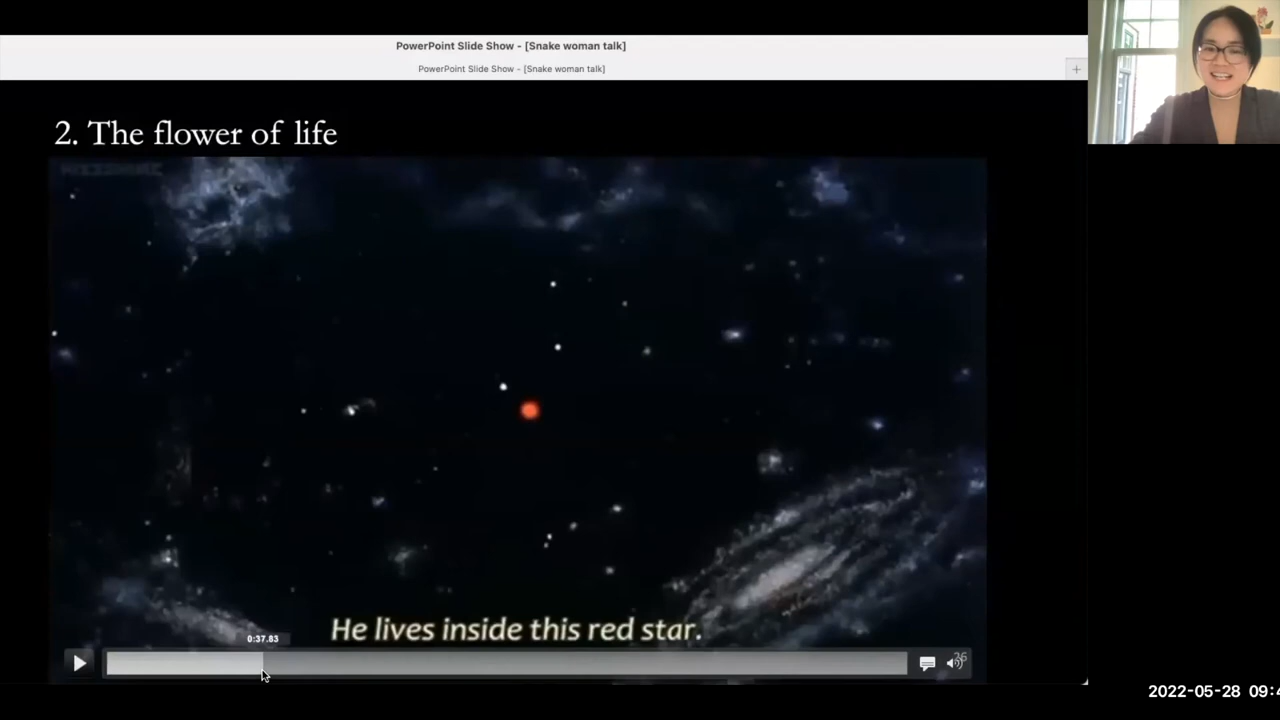 PowerPoint Slide Show - [Snake woman talk]
PowerPoint Slide Show - [Snake woman talk]
2. The flower of life
He lives inside this red star.
0:37.83
26
2022-05-28 09:4